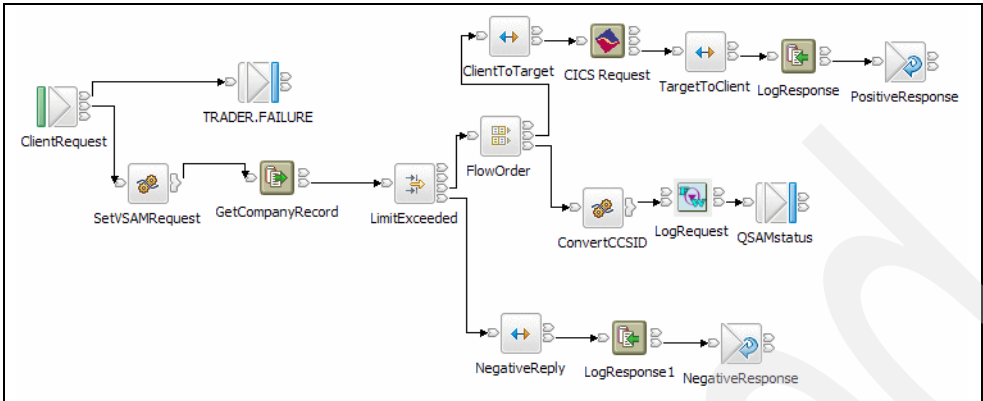 ClientToTarget
CICS Request
TargetToClient
LogResponse
PositiveResponse
TRADER.FAILURE
ClientRequest
FlowOrder
SetVSAMRequest
GetCompanyRecord
LimitExceeded
ConvertCCSID
LogRequest
QSAMstatus
NegativeReply
LogResponse1
NegativeResponse